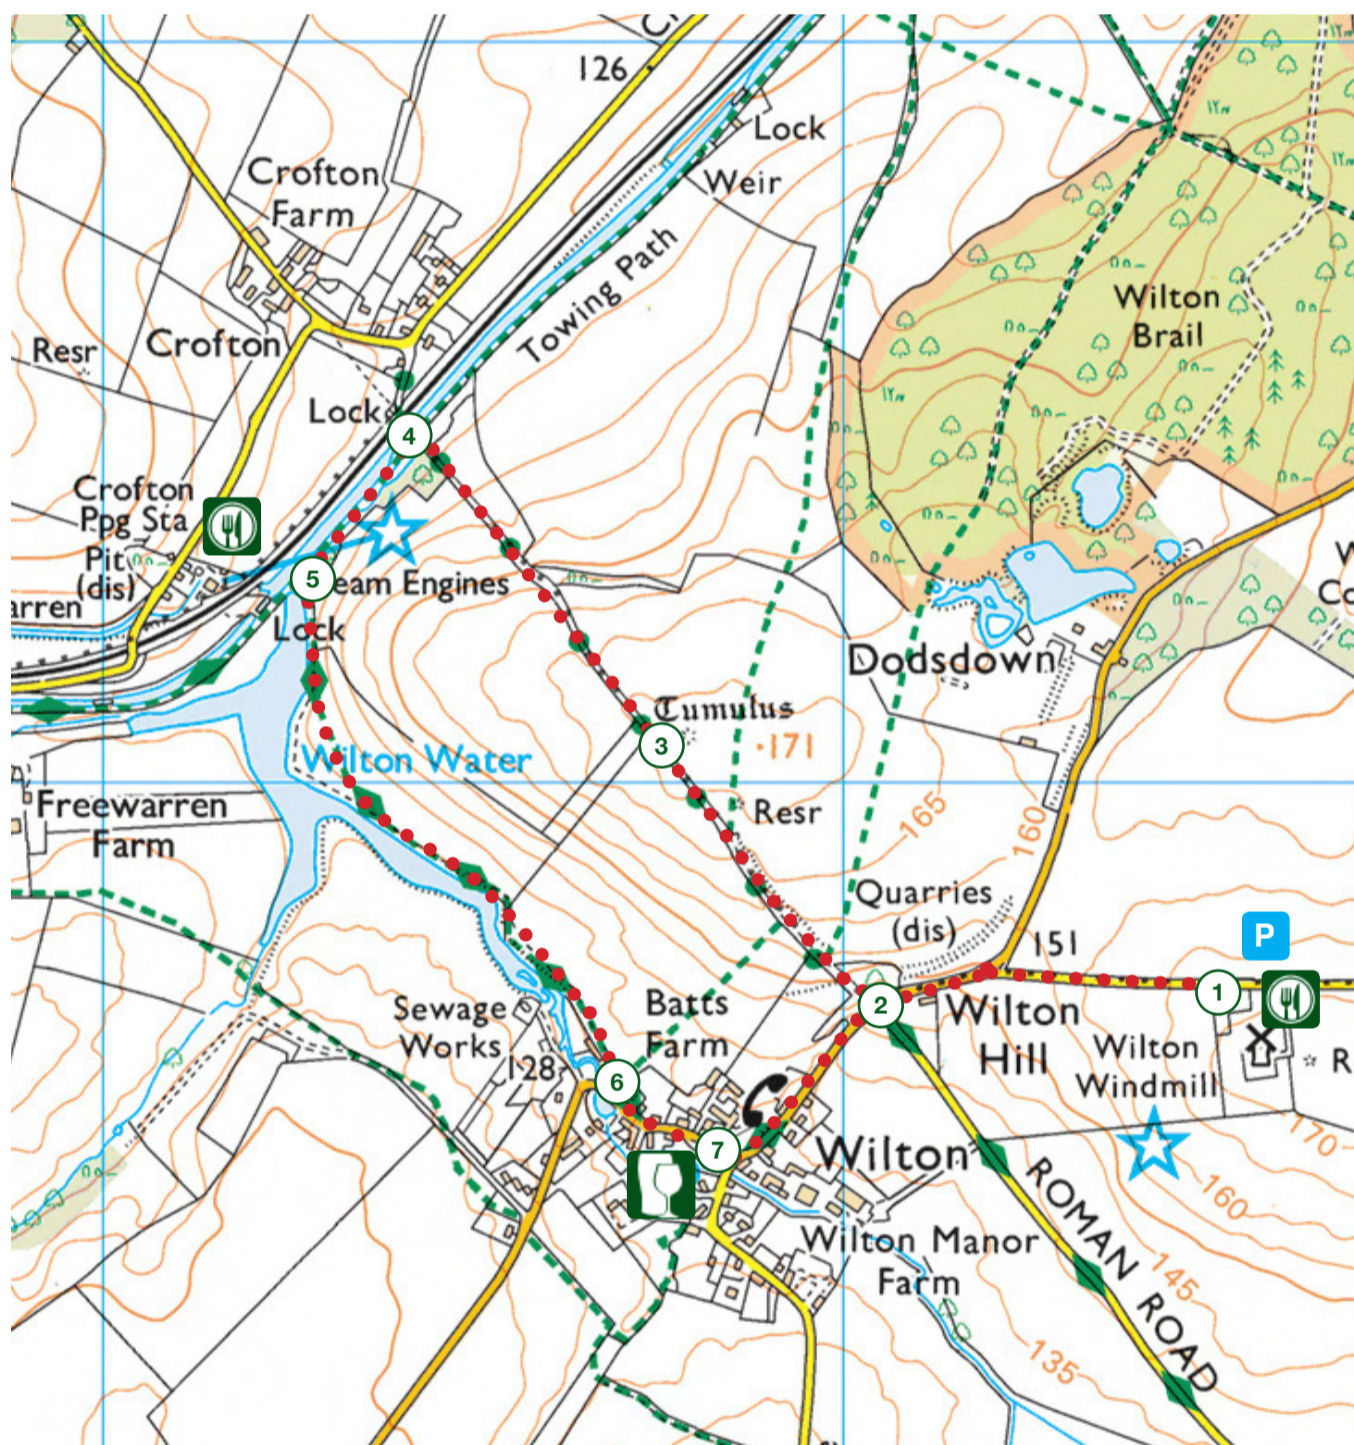 126
Lock
Weir
Crofton
Farm
Towing Path
Wilton
Brail
Resr
Crofton
Lock
4
Crofton
Ppg Sta
Pit
(dis)
5
eam Engines
arren
Lock
Dodsdown
Tumulus
3
171
Wilton Water
Freewarren
Farm
Resr
165
160
Quarries
(dis)
151
P
1
2
Wilton
Hill
Wilton
Windmill
R
Sewage
Works
128
Batts
Farm
6
7
Wilton
170
160
145
135
ROMAN ROAD
Wilton Manor
Farm